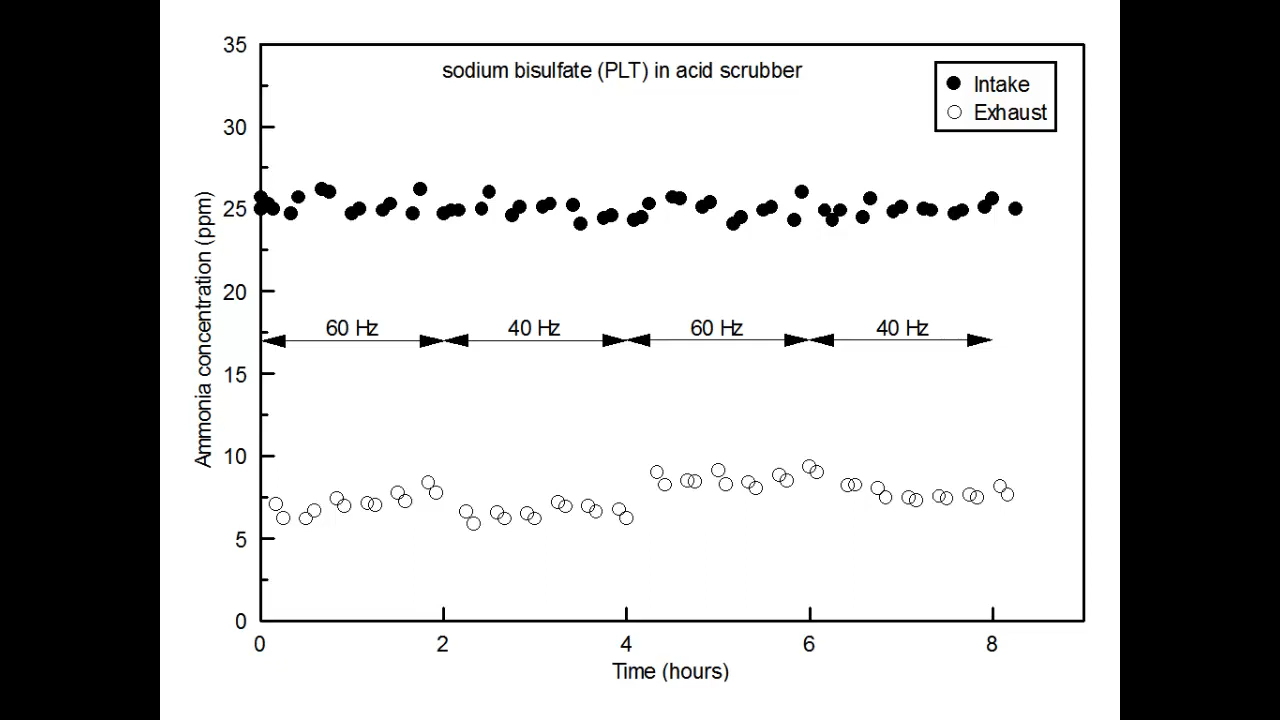 sodium bisulfate (PLT) in acid scrubber
Intake
Exhaust
35
30
25
20
15
10
5
0
Ammonia concentration (ppm)
60 Hz
40 Hz
60 Hz
40 Hz
0
2
4
6
8
Time (hours)